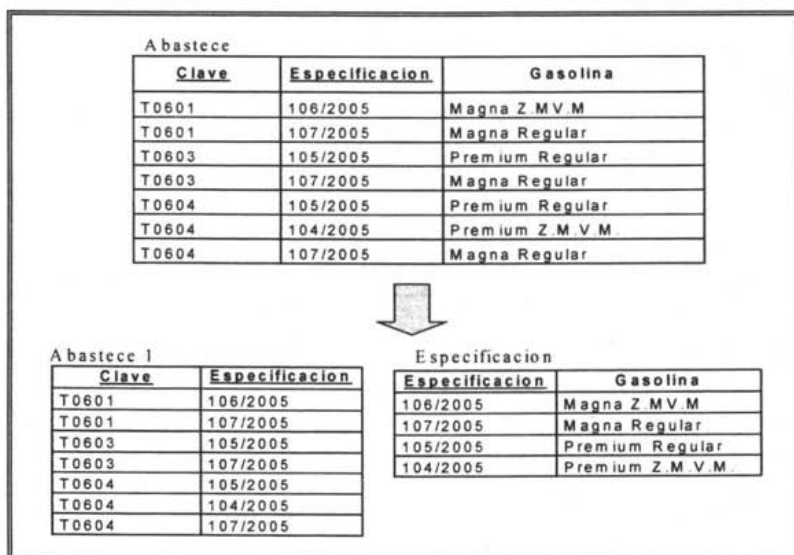 Abastece
Clave Especificacion Gasolina
T0601 106/2005 Magna Z.MV.M
T0601 107/2005 Magna Regular
T0603 105/2005 Premium Regular
T0603 107/2005 Magna Regular
T0604 105/2005 Premium Regular
T0604 104/2005 Premium Z.M.V.M.
T0604 107/2005 Magna Regular
Abastece 1
Clave Especificacion
T0601 106/2005
T0601 107/2005
T0603 105/2005
T0603 107/2005
T0604 105/2005
T0604 104/2005
T0604 107/2005
Especificacion
Especificacion Gasolina
106/2005 Magna Z.MV.M
107/2005 Magna Regular
105/2005 Premium Regular
104/2005 Premium Z.M.V.M.